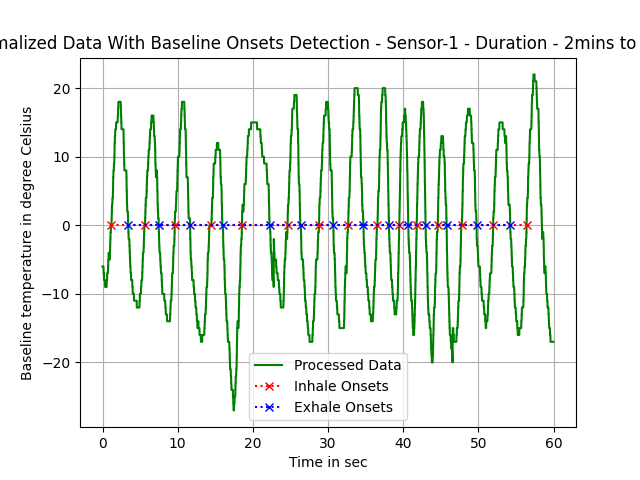 malized Data With Baseline Onsets Detection - Sensor-1 - Duration - 2mins to
Baseline temperature in degree Celsius
20
10
0
−10
−20
Processed Data
Inhale Onsets
Exhale Onsets
0 10 20 30 40 50 60
Time in sec